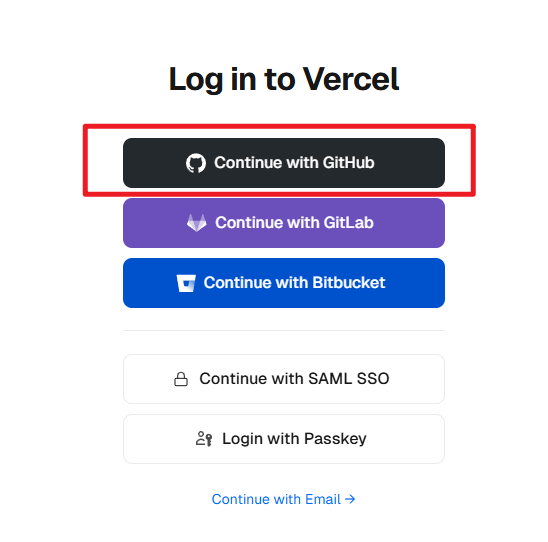 Log in to Vercel
Continue with GitHub
Continue with GitLab
Continue with Bitbucket
Continue with SAML SSO
Login with Passkey
Continue with Email →